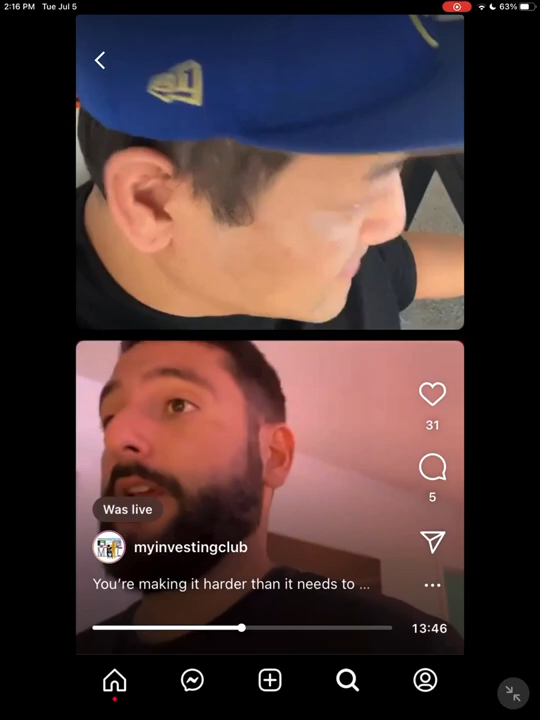 2:16 PM Tue Jul 5
63%
31
5
Was live
myinvestingclub
You're making it harder than it needs to ...
13:46